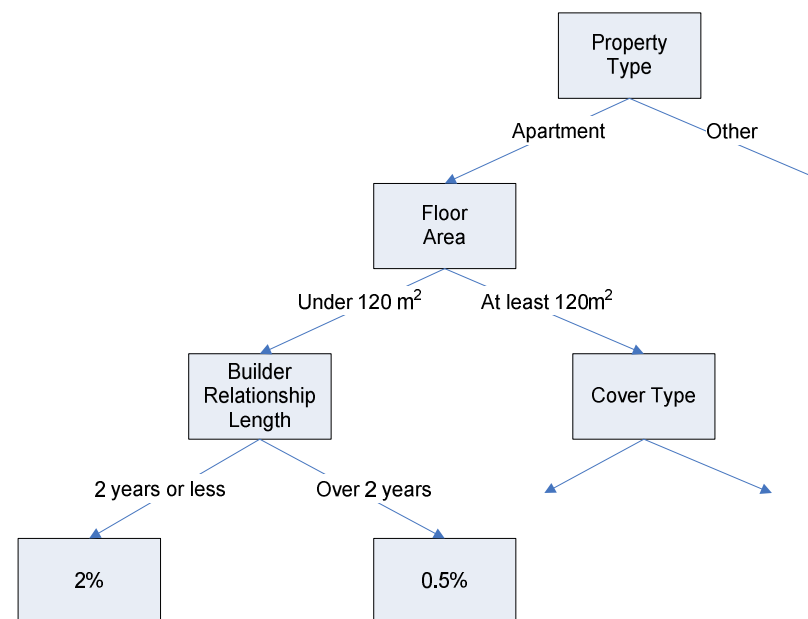 Property
Type
Apartment
Other
Floor
Area
Under 120 m²
At least 120m²
Builder
Relationship
Length
Cover Type
2 years or less
Over 2 years
2%
0.5%